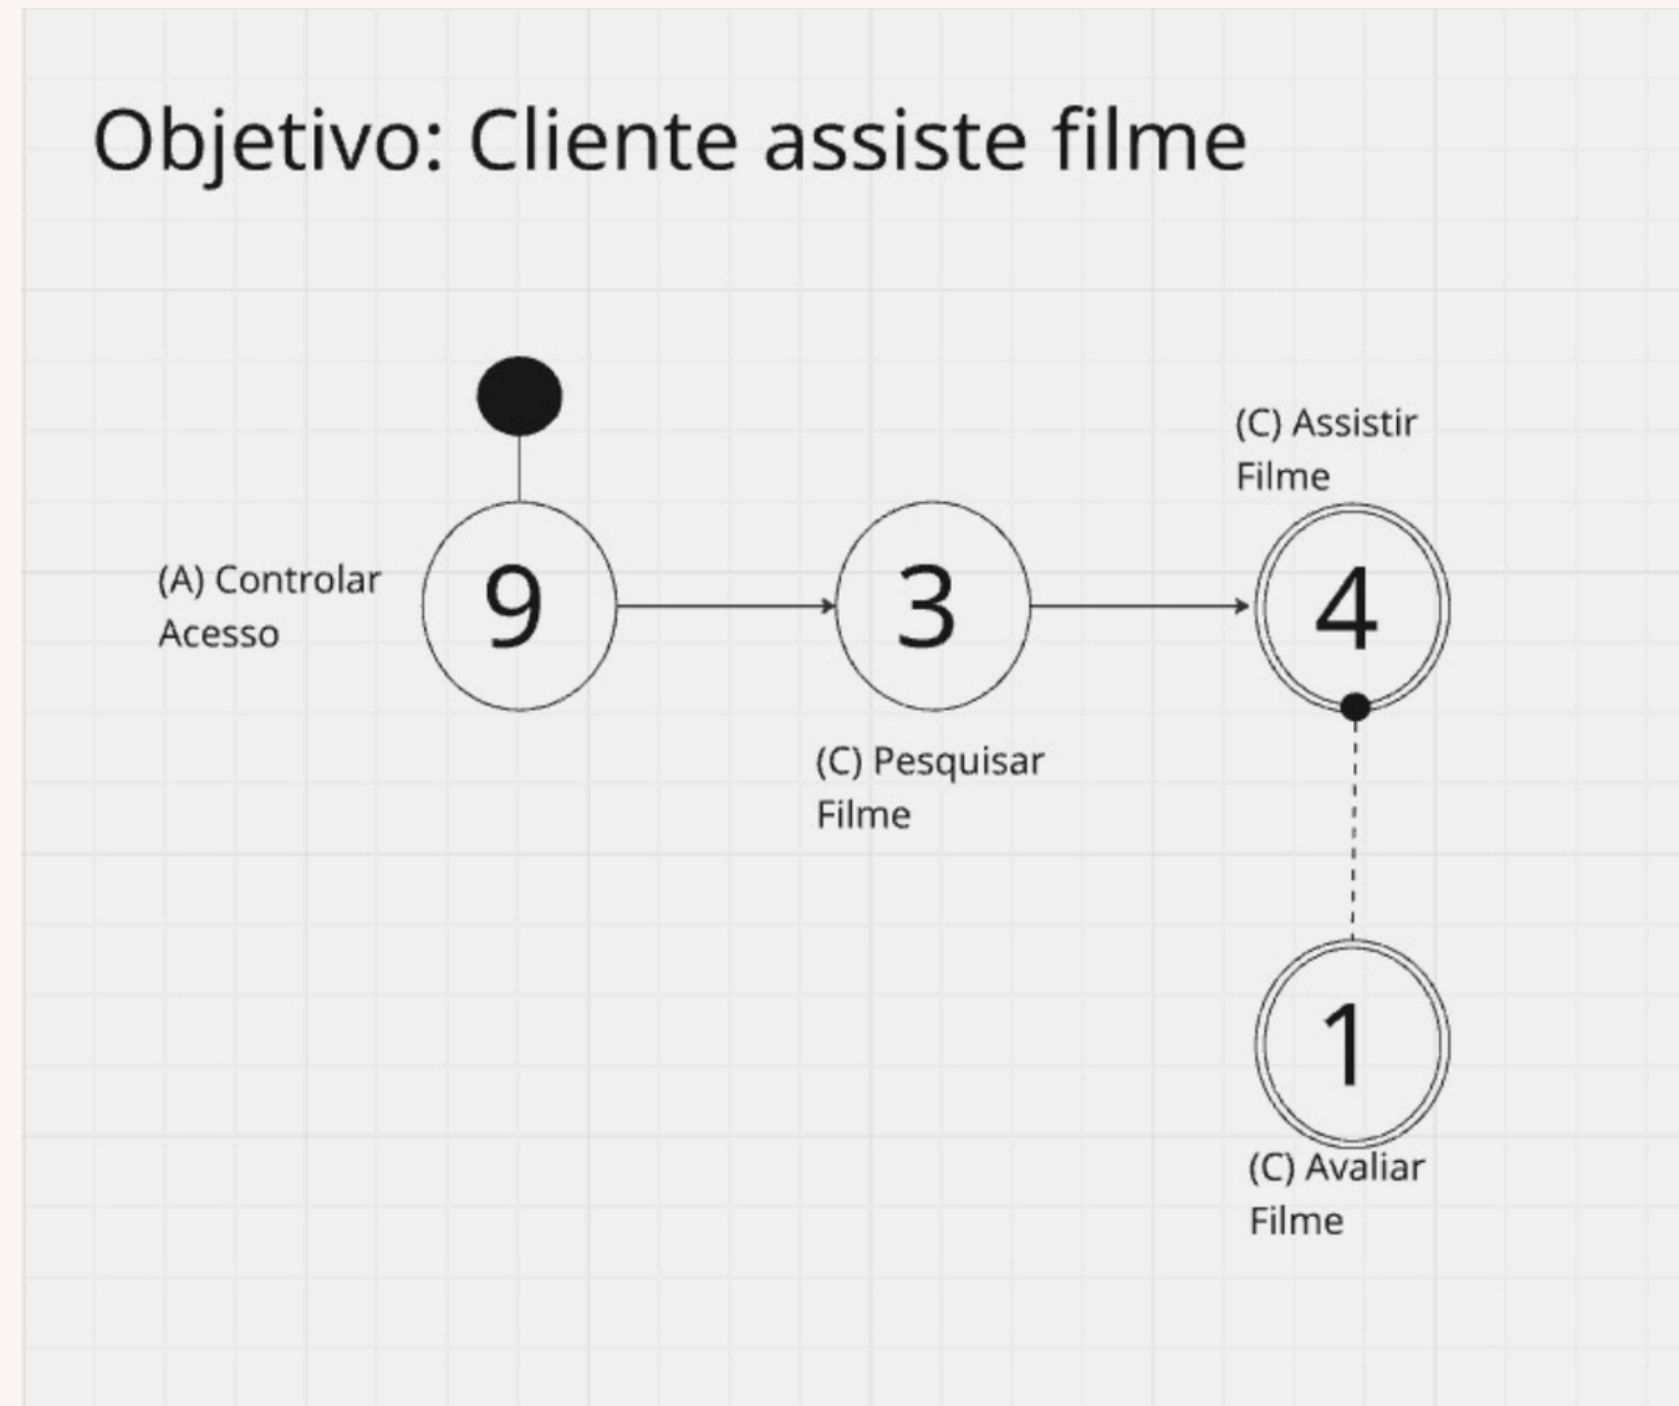 Objetivo: Cliente assiste filme
(C) Assistir
Filme
(A) Controlar
Acesso
9
3
4
(C) Pesquisar
Filme
1
(C) Avaliar
Filme